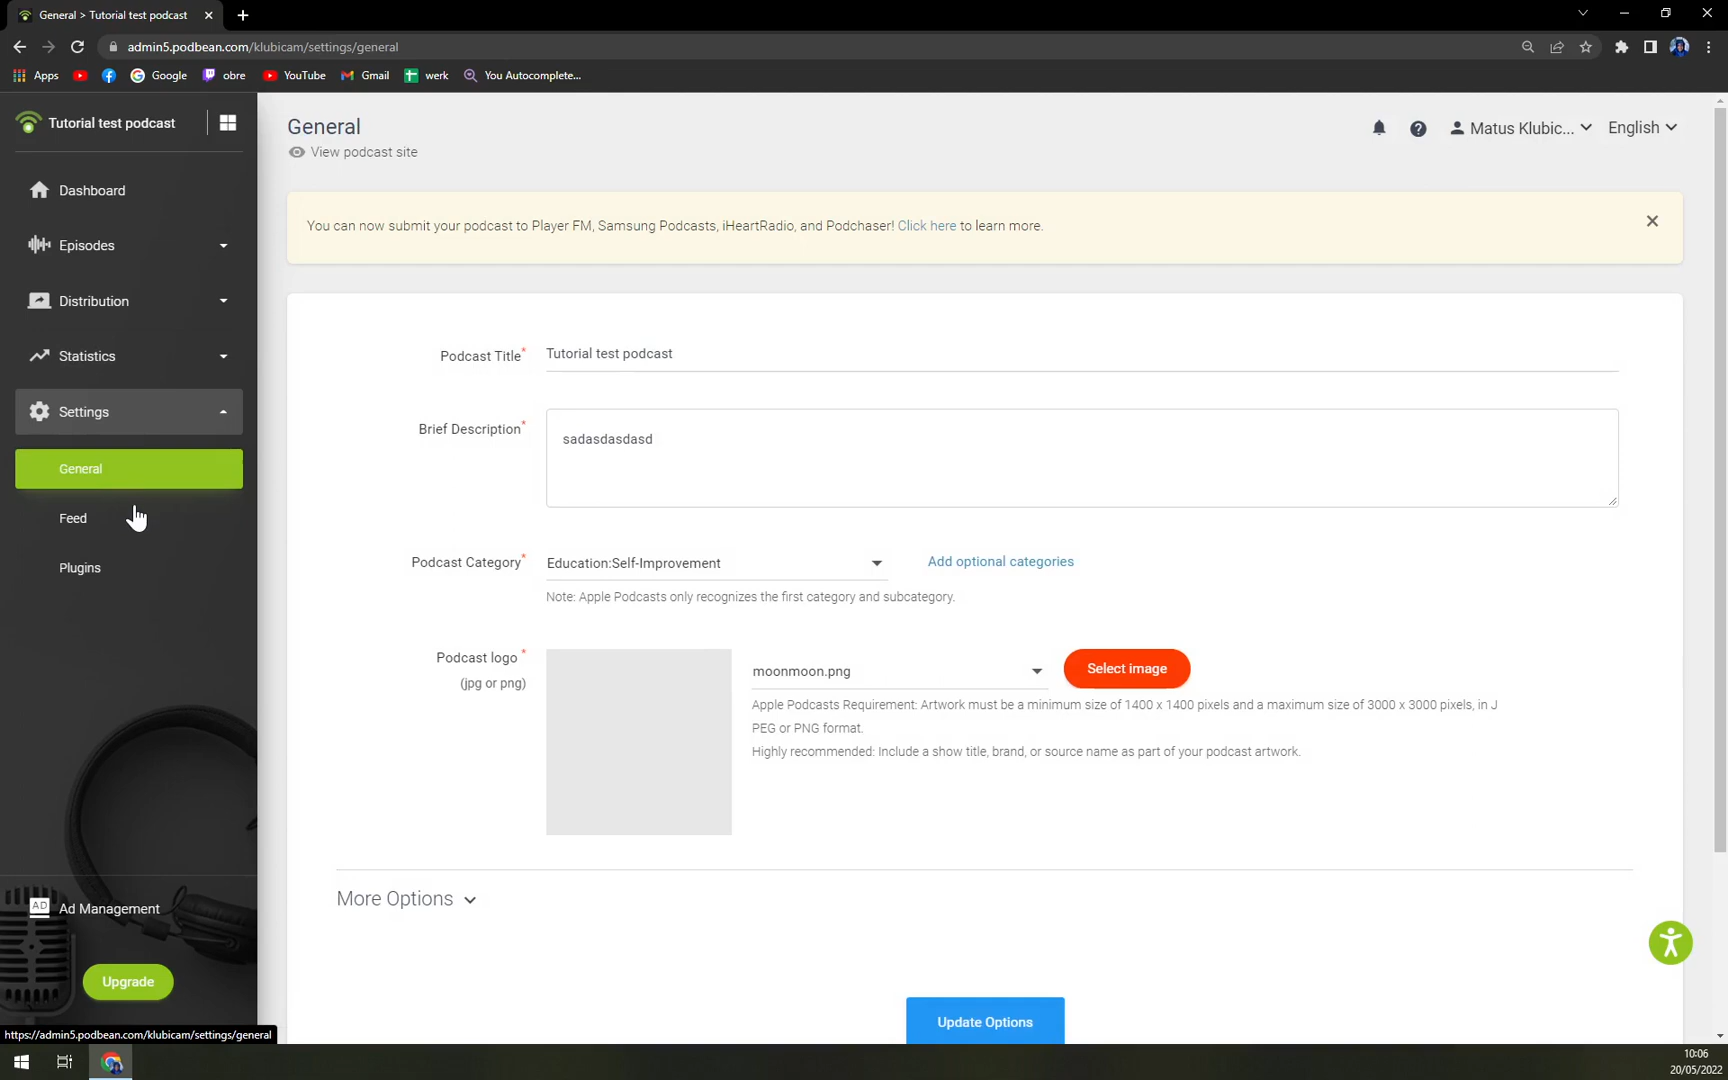 General > Tutorial test podcast
admin5.podbean.com/klubicam/settings/general
Apps
Google
obre
YouTube
Gmail
werk
You Autocomplete...
Tutorial test podcast
Dashboard
Episodes
Distribution
Statistics
Settings
General
Feed
Plugins
AD
Ad Management
Upgrade
https://admin5.podbean.com/klubicam/settings/general
General
View podcast site
Matus Klubic...
English
You can now submit your podcast to Player FM, Samsung Podcasts, iHeartRadio, and Podchaser! Click here to learn more.
Podcast Title*
Tutorial test podcast
Brief Description*
sadasdasdasd
Podcast Category*
Education:Self-Improvement
Add optional categories
Note: Apple Podcasts only recognizes the first category and subcategory.
Podcast logo *
(jpg or png)
moonmoon.png
Select image
Apple Podcasts Requirement: Artwork must be a minimum size of 1400 x 1400 pixels and a maximum size of 3000 x 3000 pixels, in J
PEG or PNG format.
Highly recommended: Include a show title, brand, or source name as part of your podcast artwork.
More Options
Update Options
10:06
20/05/2022